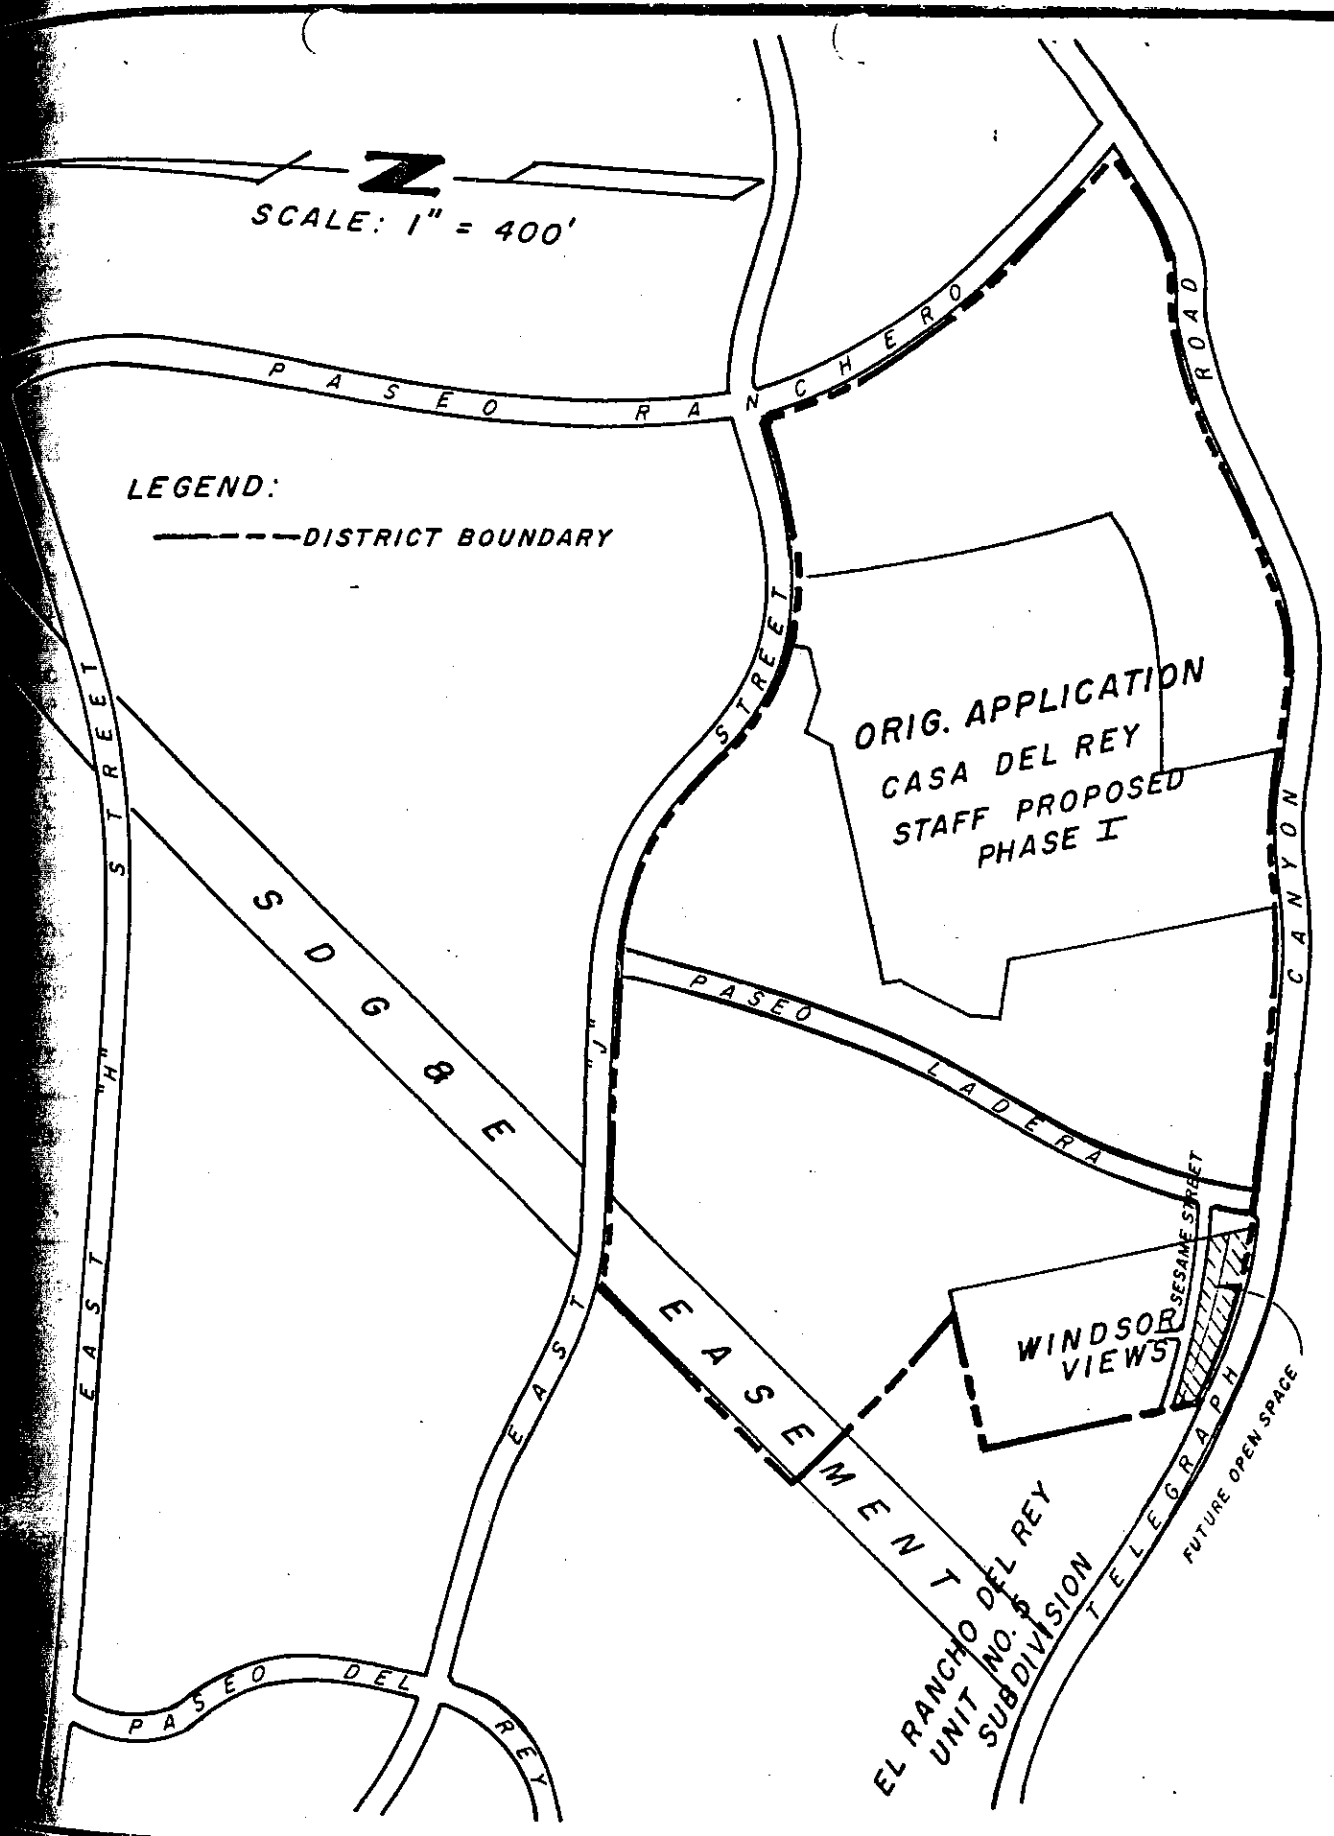 N
SCALE: 1" = 400'
PASEO RANCHERO
LEGEND:
DISTRICT BOUNDARY
ORIG. APPLICATION
CASA DEL REY
STAFF PROPOSED
PHASE I
EAST "H" STREET
EAST "J" STREET
SDG & E EASEMENT
PASEO LADERA
TELEGRAPH CANYON ROAD
SESAME STREET
WINDSOR
VIEWS
FUTURE OPEN SPACE
EL RANCHO DEL REY
UNIT NO. 5
SUBDIVISION
PASEO DEL REY